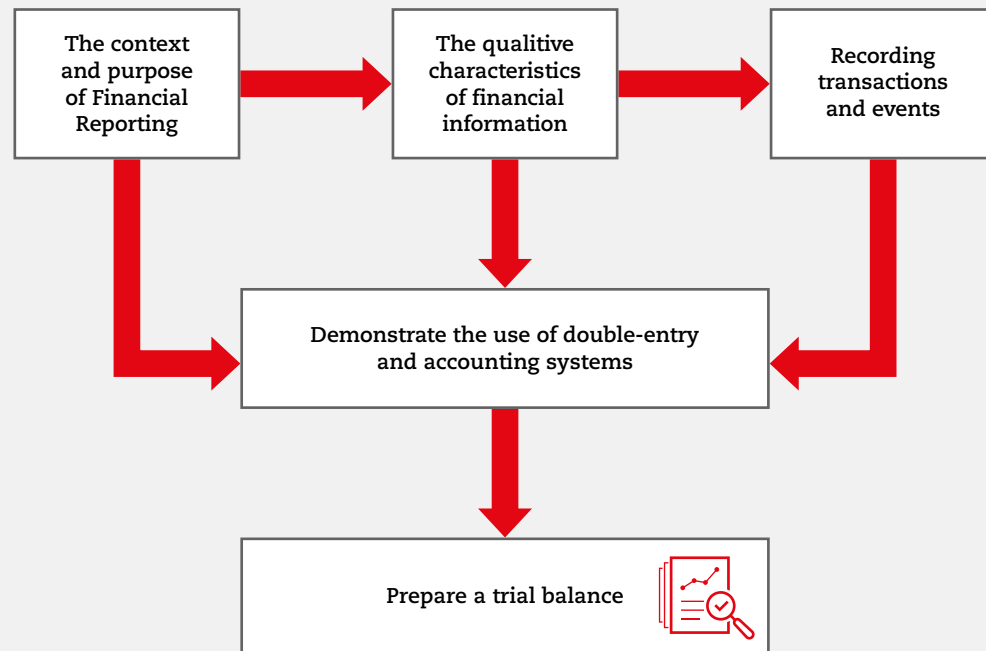 The context
and purpose
of Financial
Reporting
The qualitive
characteristics
of financial
information
Recording
transactions
and events
Demonstrate the use of double-entry
and accounting systems
Prepare a trial balance